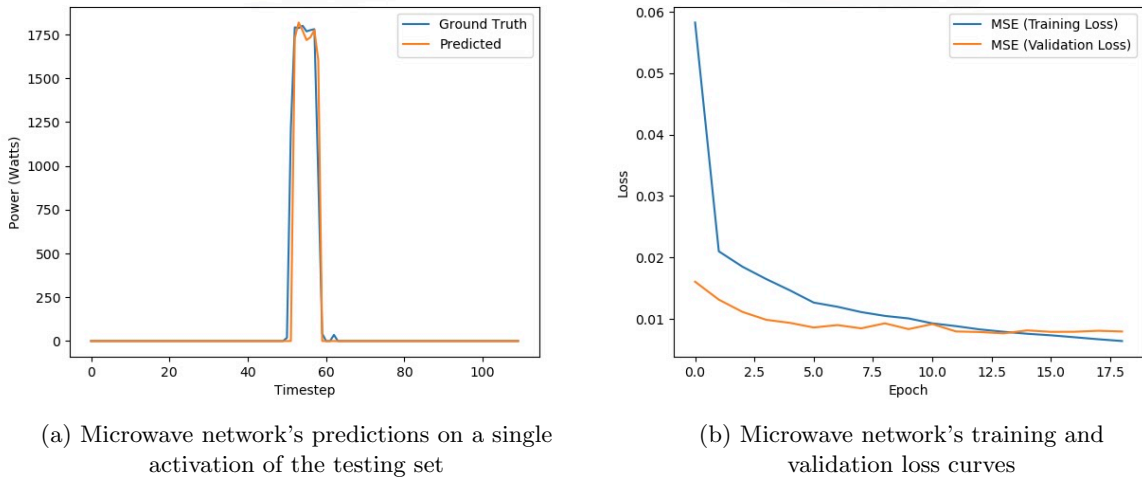 1750
1500
1250
1000
750
500
250
0
Power (Watts)
0
20
40
60
80
100
Timestep
Ground Truth
Predicted
(a) Microwave network's predictions on a single
activation of the testing set
0.06
0.05
0.04
0.03
0.02
0.01
Loss
0.0
2.5
5.0
7.5
10.0
12.5
15.0
17.5
Epoch
MSE (Training Loss)
MSE (Validation Loss)
(b) Microwave network's training and
validation loss curves